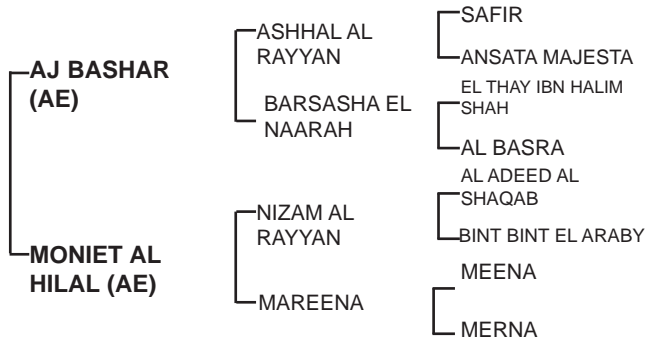 AJ BASHAR
(AE)
MONIET AL
HILAL (AE)
ASHHAL AL
RAYYAN
BARSASHA EL
NAARAH
NIZAM AL
RAYYAN
MAREENA
SAFIR
ANSATA MAJESTA
EL THAY IBN HALIM
SHAH
AL BASRA
AL ADEED AL
SHAQAB
BINT BINT EL ARABY
MEENA
MERNA